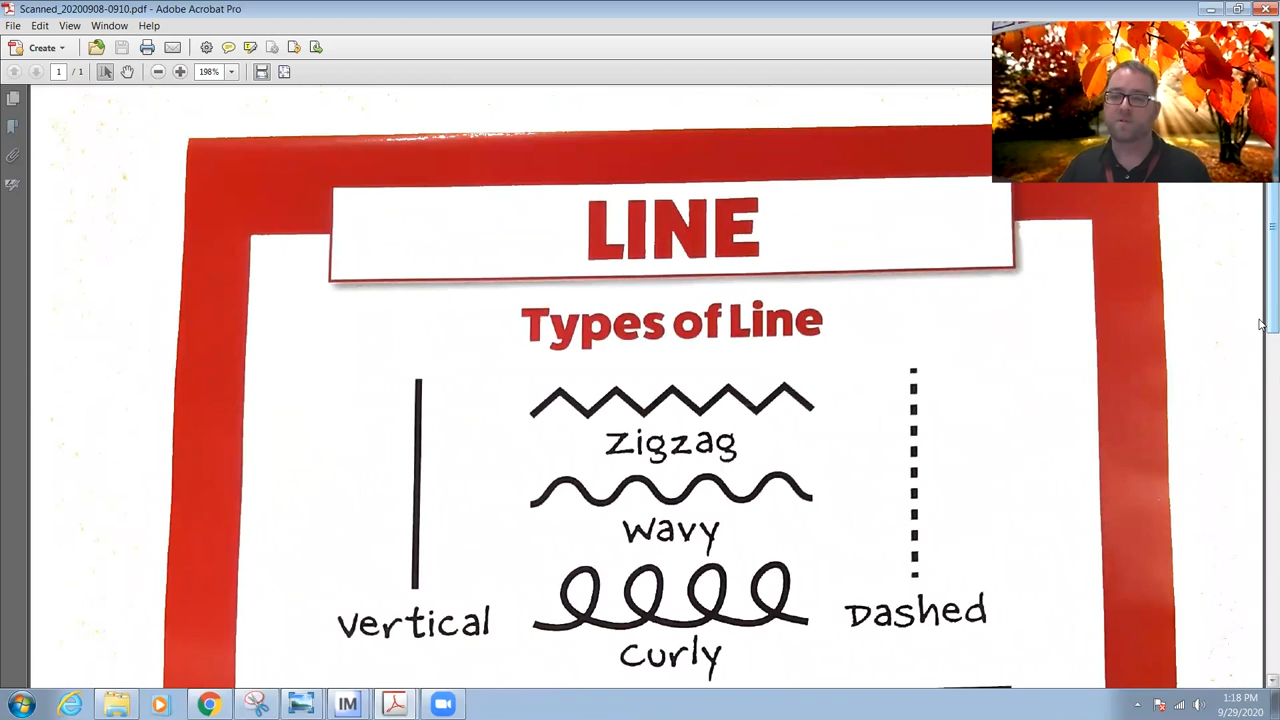 Scanned_20200908-0910.pdf - Adobe Acrobat Pro
File Edit View Window Help
Create
1 / 1
198%
LINE
Types of Line
zigzag
wavy
vertical
Dashed
curly
IM
1:18 PM
9/29/2020